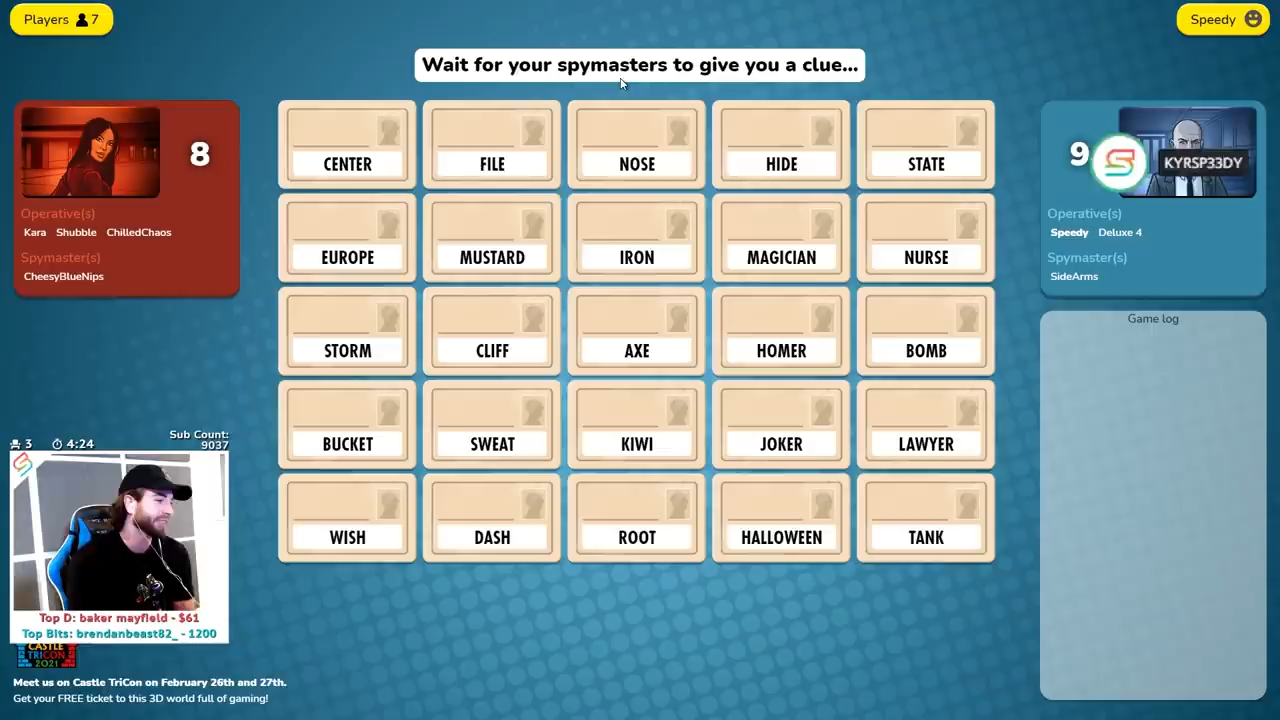 Players 7
Speedy
Wait for your spymasters to give you a clue...
8
Operative(s)
Kara Shubble ChilledChaos
Spymaster(s)
CheesyBlueNips
CENTER FILE NOSE HIDE STATE
EUROPE MUSTARD IRON MAGICIAN NURSE
STORM CLIFF AXE HOMER BOMB
BUCKET SWEAT KIWI JOKER LAWYER
WISH DASH ROOT HALLOWEEN TANK
9
KYRSP33DY
Operative(s)
Speedy Deluxe 4
Spymaster(s)
SideArms
Game log
3 4:24
Sub Count:
9037
Top D: baker mayfield - $61
Top Bits: brendanbeast82_ - 1200
CASTLE
TRICON
2021
Meet us on Castle TriCon on February 26th and 27th.
Get your FREE ticket to this 3D world full of gaming!